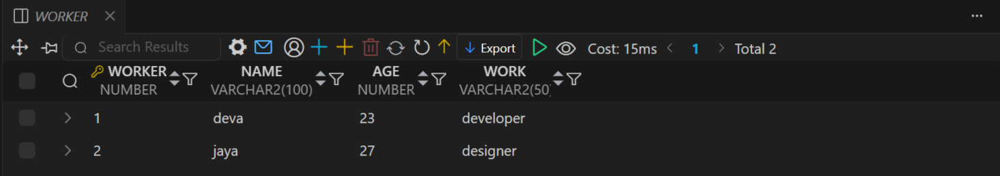 WORKER
Search Results Export Cost: 15ms 1 Total 2
WORKER NAME AGE WORK
NUMBER VARCHAR2(100) NUMBER VARCHAR2(50)
1 deva 23 developer
2 jaya 27 designer